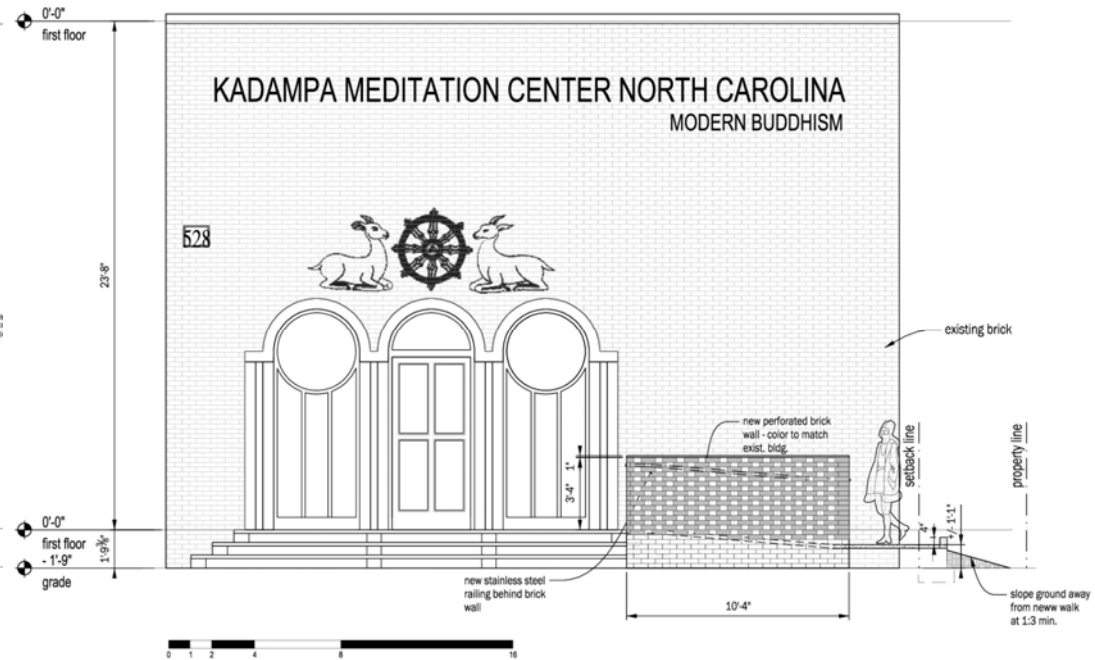 0'-0"
first floor
KADAMPA MEDITATION CENTER NORTH CAROLINA
MODERN BUDDHISM
528
23'-8"
existing brick
new perforated brick
wall - color to match
exist. bldg.
setback line
property line
1"
3'-4"
4"
+/- 1'-1"
0'-0"
first floor
- 1'-9"
grade
new stainless steel
railing behind brick
wall
10'-4"
slope ground away
from neww walk
at 1:3 min.
0 1 2 4 8 16